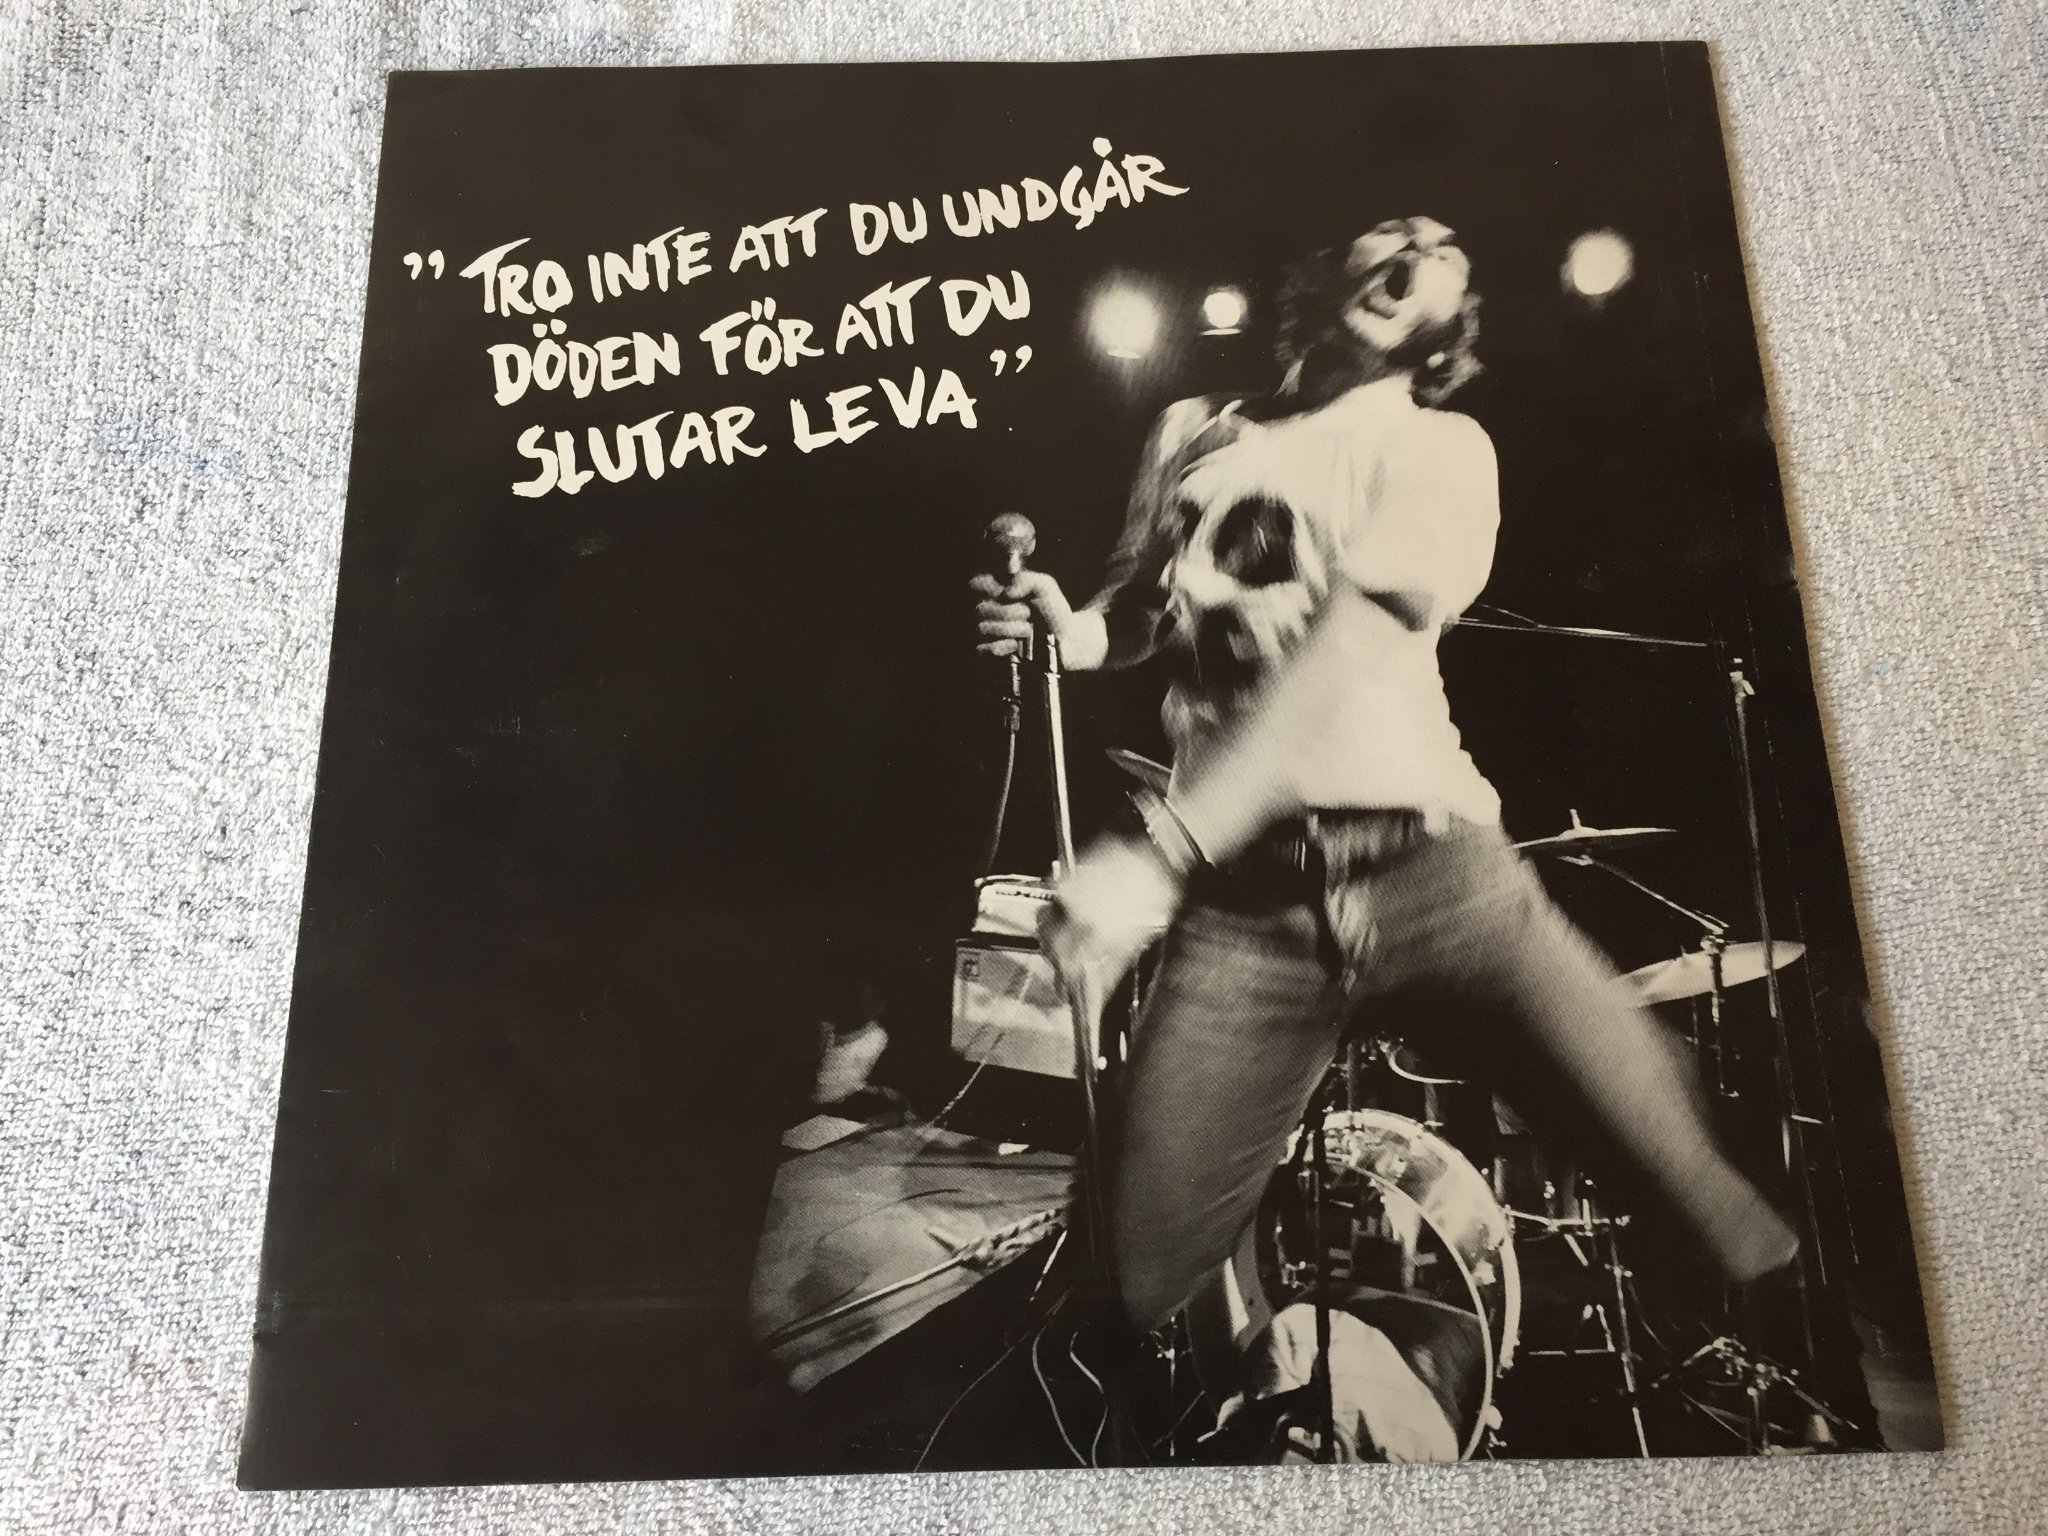 ”TRO INTE ATT DU UNDGÅR
DÖDEN FÖR ATT DU
SLUTAR LEVA”